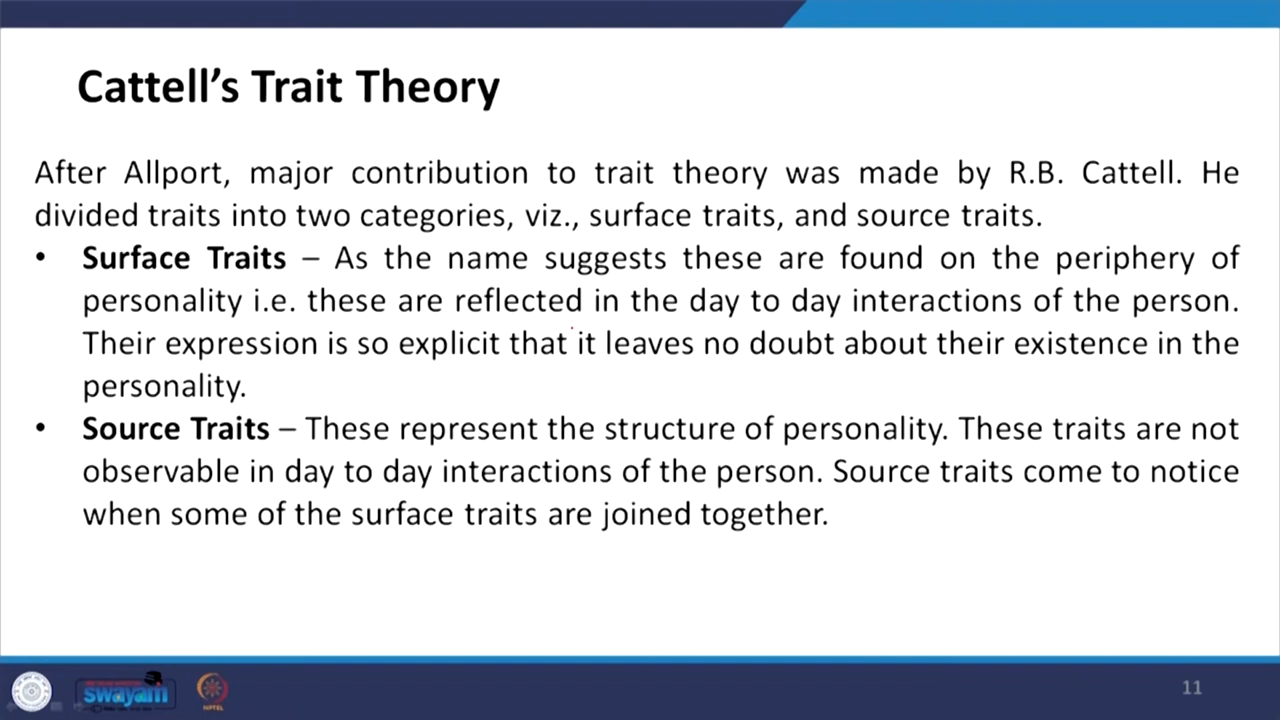 Cattell’s Trait Theory
After Allport, major contribution to trait theory was made by R.B. Cattell. He
divided traits into two categories, viz., surface traits, and source traits.
• Surface Traits – As the name suggests these are found on the periphery of
personality i.e. these are reflected in the day to day interactions of the person.
Their expression is so explicit that it leaves no doubt about their existence in the
personality.
• Source Traits – These represent the structure of personality. These traits are not
observable in day to day interactions of the person. Source traits come to notice
when some of the surface traits are joined together.
swayam
NPTEL
11